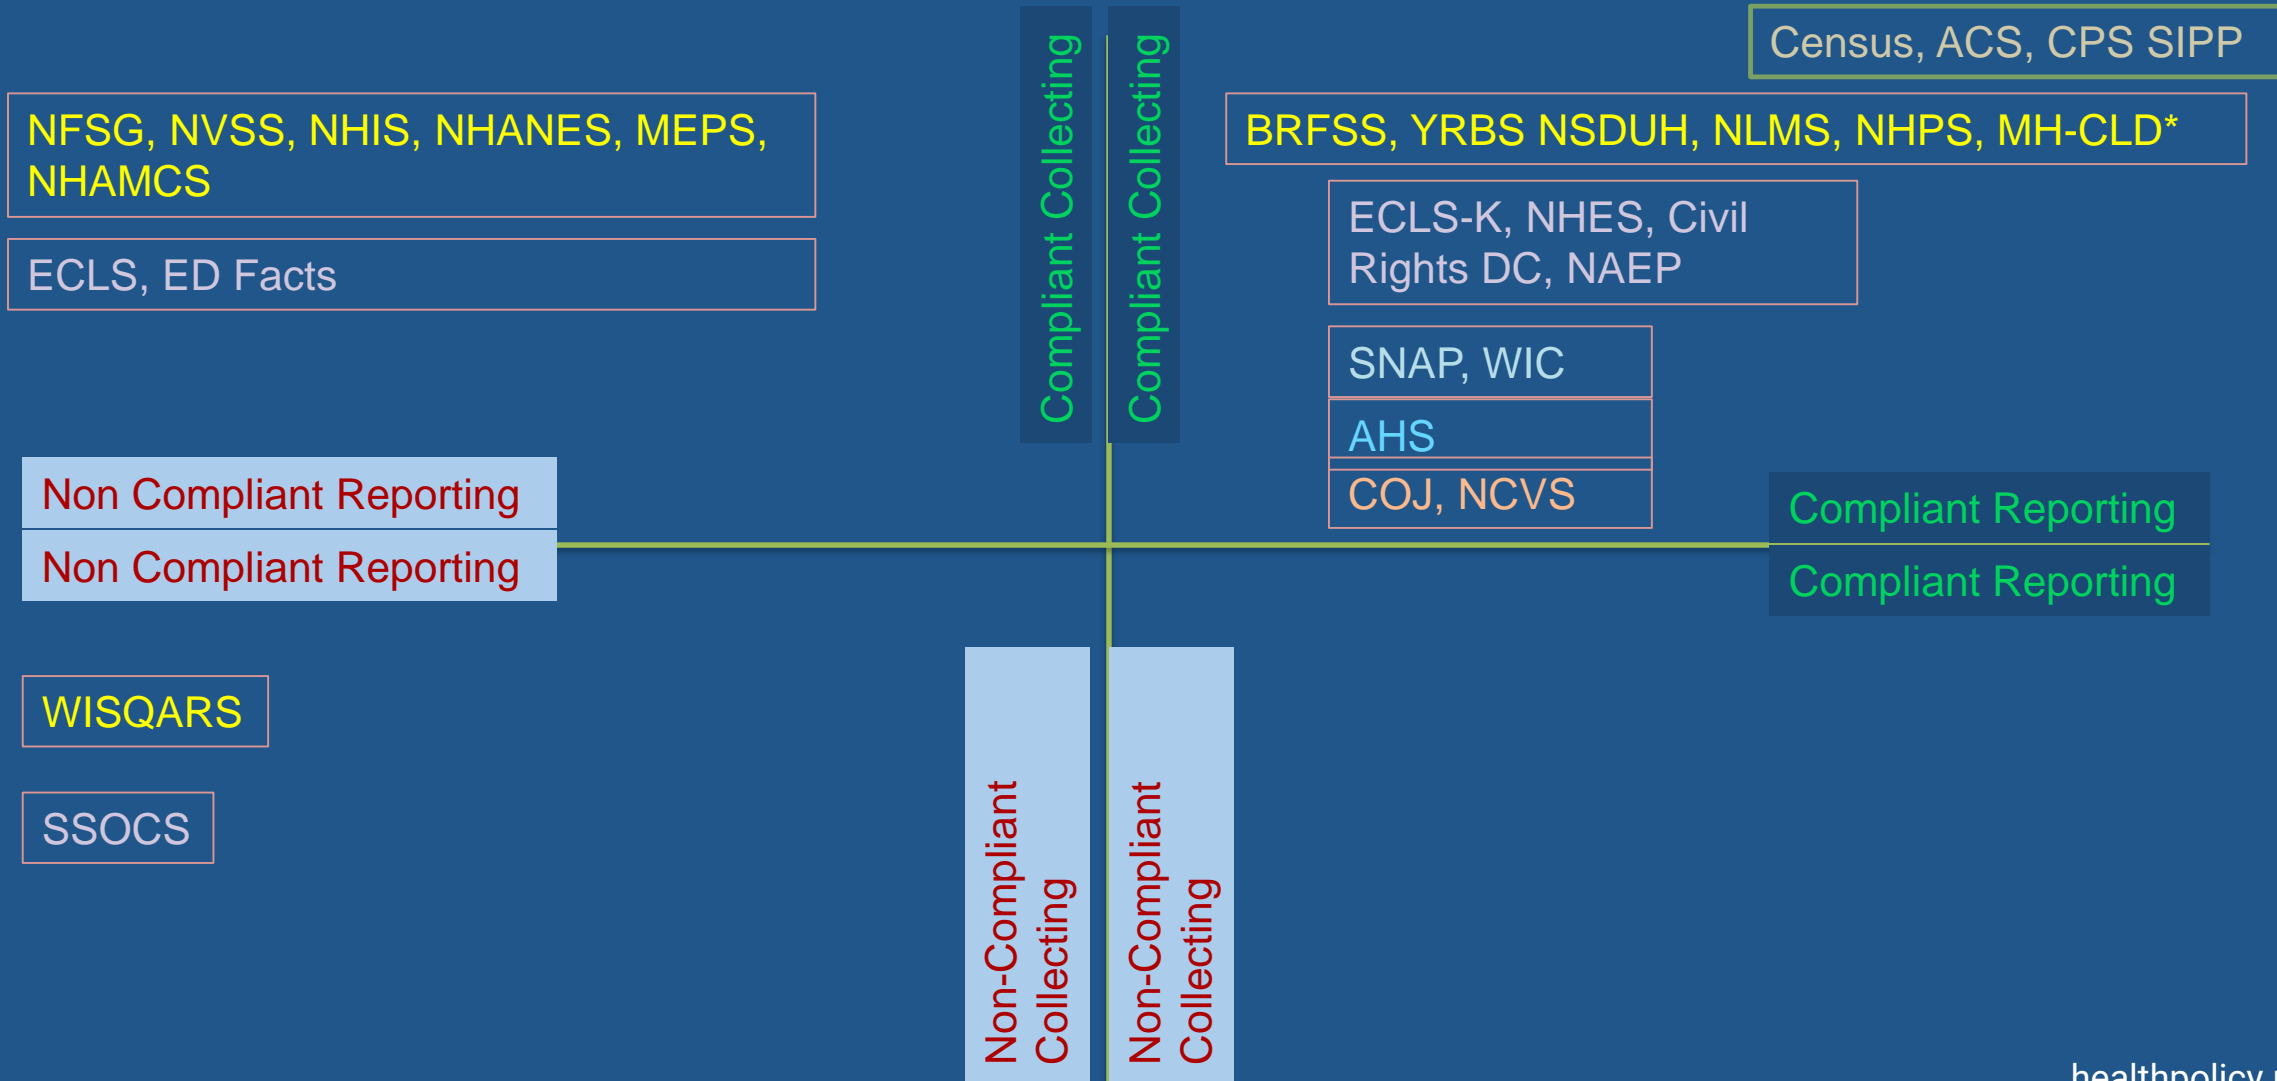 Census, ACS, CPS SIPP
Compliant Collecting
Compliant Collecting
NFSG, NVSS, NHIS, NHANES, MEPS,
NHAMCS
BRFSS, YRBS NSDUH, NLMS, NHPS, MH-CLD*
ECLS, ED Facts
ECLS-K, NHES, Civil
Rights DC, NAEP
SNAP, WIC
AHS
COJ, NCVS
Non Compliant Reporting
Non Compliant Reporting
Compliant Reporting
Compliant Reporting
WISQARS
SSOCS
Non-Compliant
Collecting
Non-Compliant
Collecting
healthpolicy